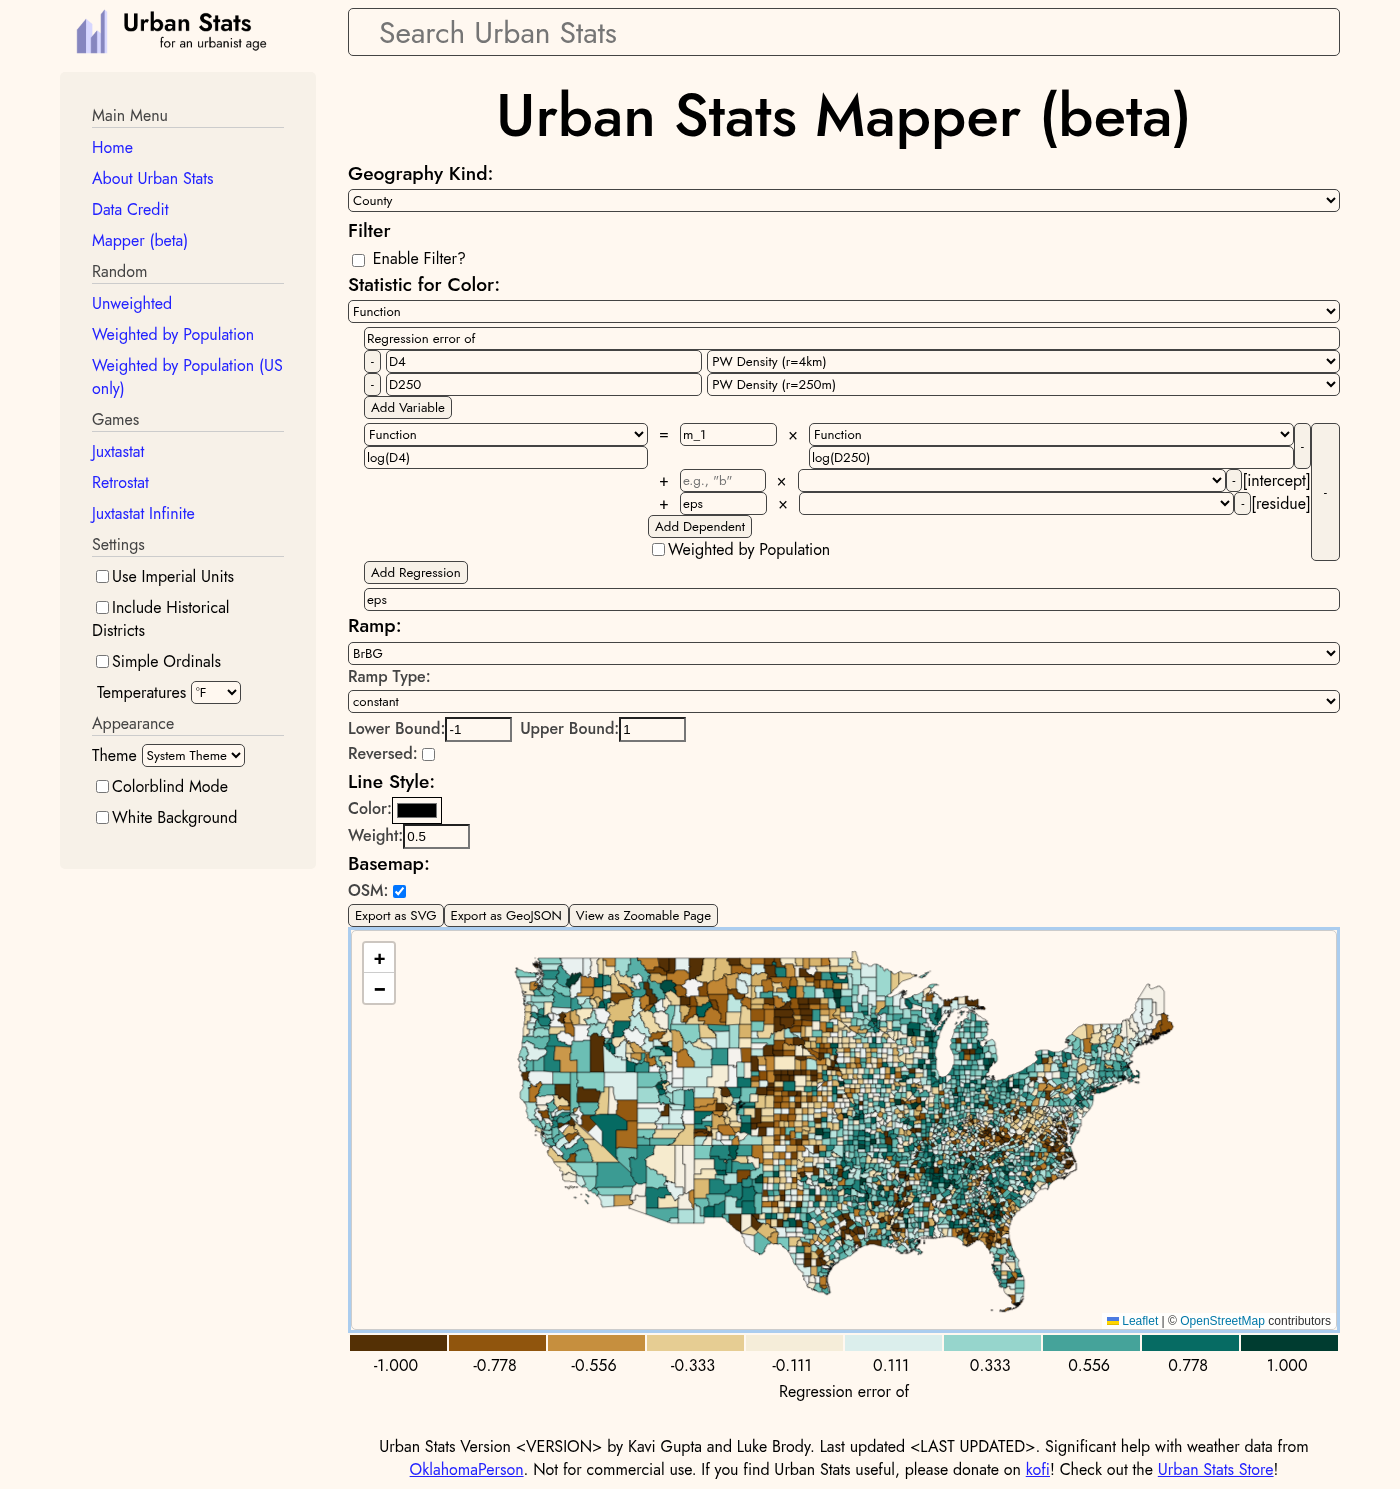 Urban Stats
for an urbanist age
Search Urban Stats
Main Menu
Home
About Urban Stats
Data Credit
Mapper (beta)
Random
Unweighted
Weighted by Population
Weighted by Population (US
only)
Games
Juxtastat
Retrostat
Juxtastat Infinite
Settings
Use Imperial Units
Include Historical
Districts
Simple Ordinals
Temperatures °F
Appearance
Theme System Theme
Colorblind Mode
White Background
Urban Stats Mapper (beta)
Geography Kind:
County
Filter
Enable Filter?
Statistic for Color:
Function
Regression error of
- D4 PW Density (r=4km)
- D250 PW Density (r=250m)
Add Variable
Function = m_1 × Function -
log(D4) log(D250)
+ e.g., "b" × - [intercept] -
+ eps × - [residue]
Add Dependent
Weighted by Population
Add Regression
eps
Ramp:
BrBG
Ramp Type:
constant
Lower Bound: -1 Upper Bound: 1
Reversed:
Line Style:
Color:
Weight: 0.5
Basemap:
OSM:
Export as SVG Export as GeoJSON View as Zoomable Page
+
−
Leaflet | © OpenStreetMap contributors
-1.000 -0.778 -0.556 -0.333 -0.111 0.111 0.333 0.556 0.778 1.000
Regression error of
Urban Stats Version <VERSION> by Kavi Gupta and Luke Brody. Last updated <LAST UPDATED>. Significant help with weather data from
OklahomaPerson. Not for commercial use. If you find Urban Stats useful, please donate on kofi! Check out the Urban Stats Store!